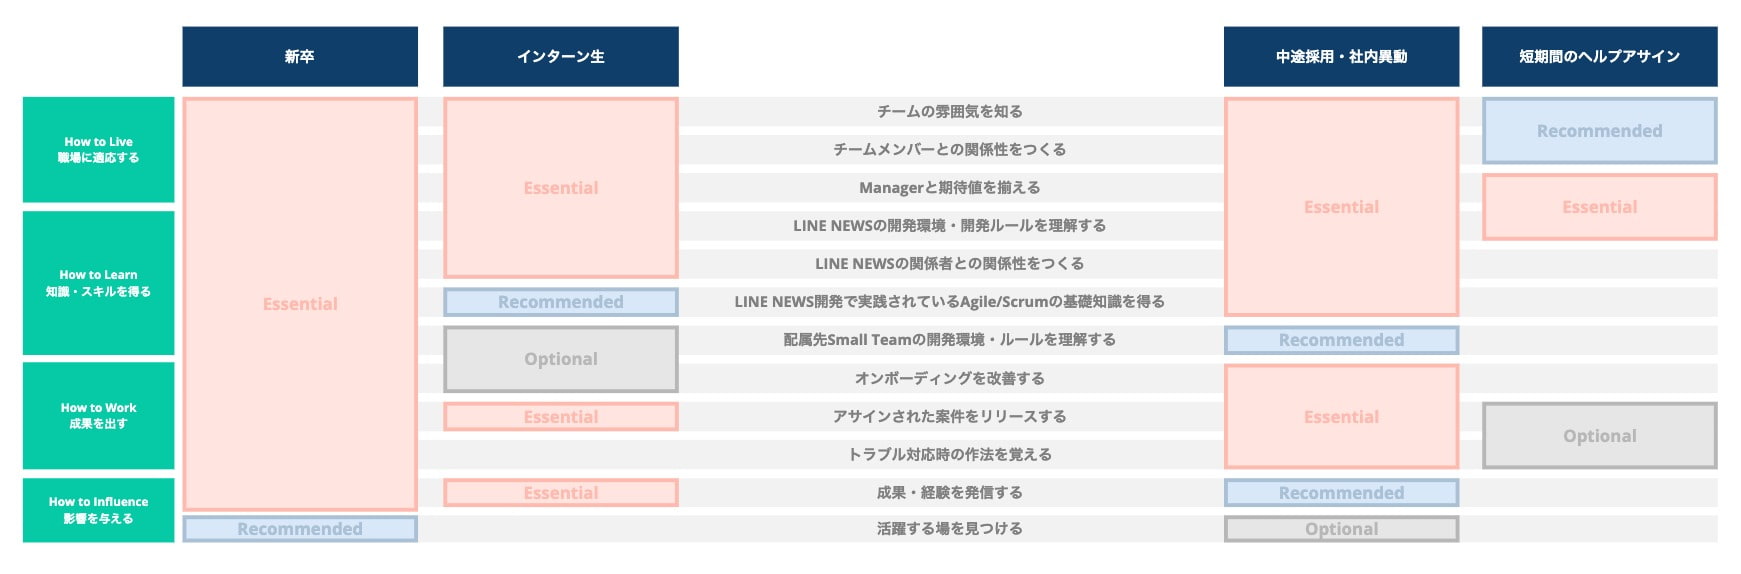 新卒
インターン生
中途採用・社内異動
短期間のヘルプアサイン
How to Live
職場に適応する
How to Learn
知識・スキルを得る
How to Work
成果を出す
How to Influence
影響を与える
Essential
Recommended
Essential
Recommended
Optional
Essential
Essential
チームの雰囲気を知る
チームメンバーとの関係性をつくる
Managerと期待値を揃える
LINE NEWSの開発環境・開発ルールを理解する
LINE NEWSの関係者との関係性をつくる
LINE NEWS開発で実践されているAgile/Scrumの基礎知識を得る
配属先Small Teamの開発環境・ルールを理解する
オンボーディングを改善する
アサインされた案件をリリースする
トラブル対応時の作法を覚える
成果・経験を発信する
活躍する場を見つける
Essential
Recommended
Essential
Recommended
Optional
Recommended
Essential
Optional